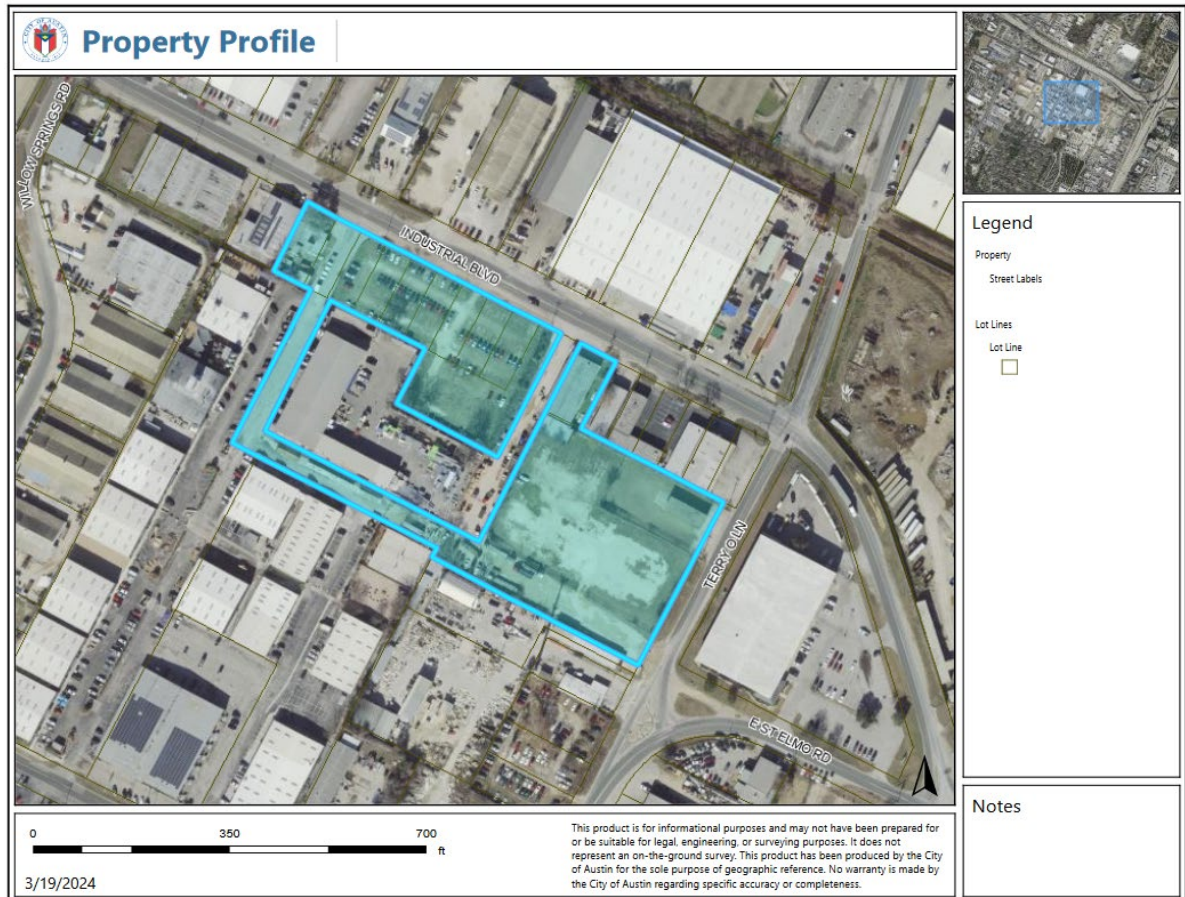 Property Profile
WILLOW SPRINGS RD
INDUSTRIAL BLVD
TERRY O LN
E ST ELMO RD
Legend
Property
Street Labels
Lot Lines
Lot Line
Notes
0 350 700
ft
3/19/2024
This product is for informational purposes and may not have been prepared for
or be suitable for legal, engineering, or surveying purposes. It does not
represent an on-the-ground survey. This product has been produced by the City
of Austin for the sole purpose of geographic reference. No warranty is made by
the City of Austin regarding specific accuracy or completeness.